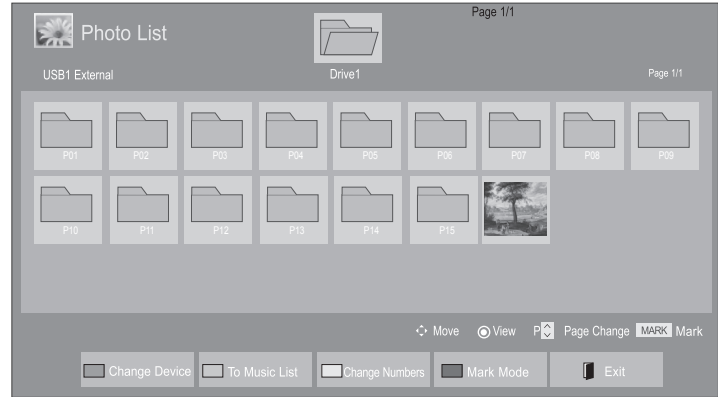 Page 1/1
Photo List
USB1 External
Drive1
Page 1/1
P01 P02 P03 P04 P05 P06 P07 P08 P09
P10 P11 P12 P13 P14 P15
Move View P Page Change MARK Mark
Change Device To Music List Change Numbers Mark Mode Exit